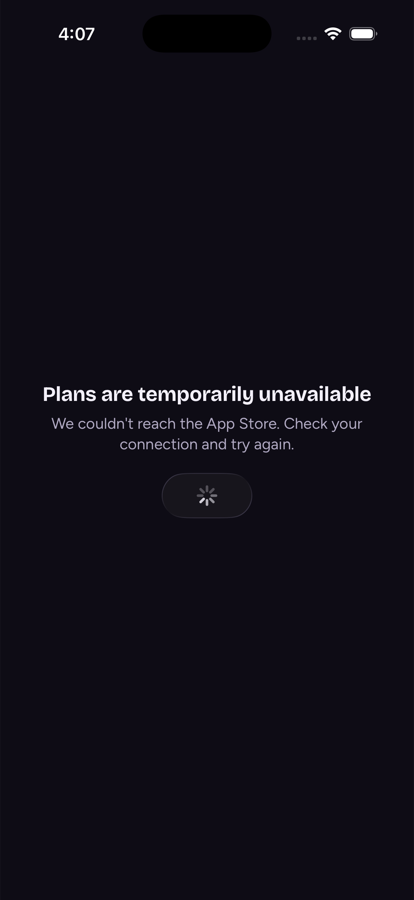 4:07
Plans are temporarily unavailable
We couldn't reach the App Store. Check your
connection and try again.